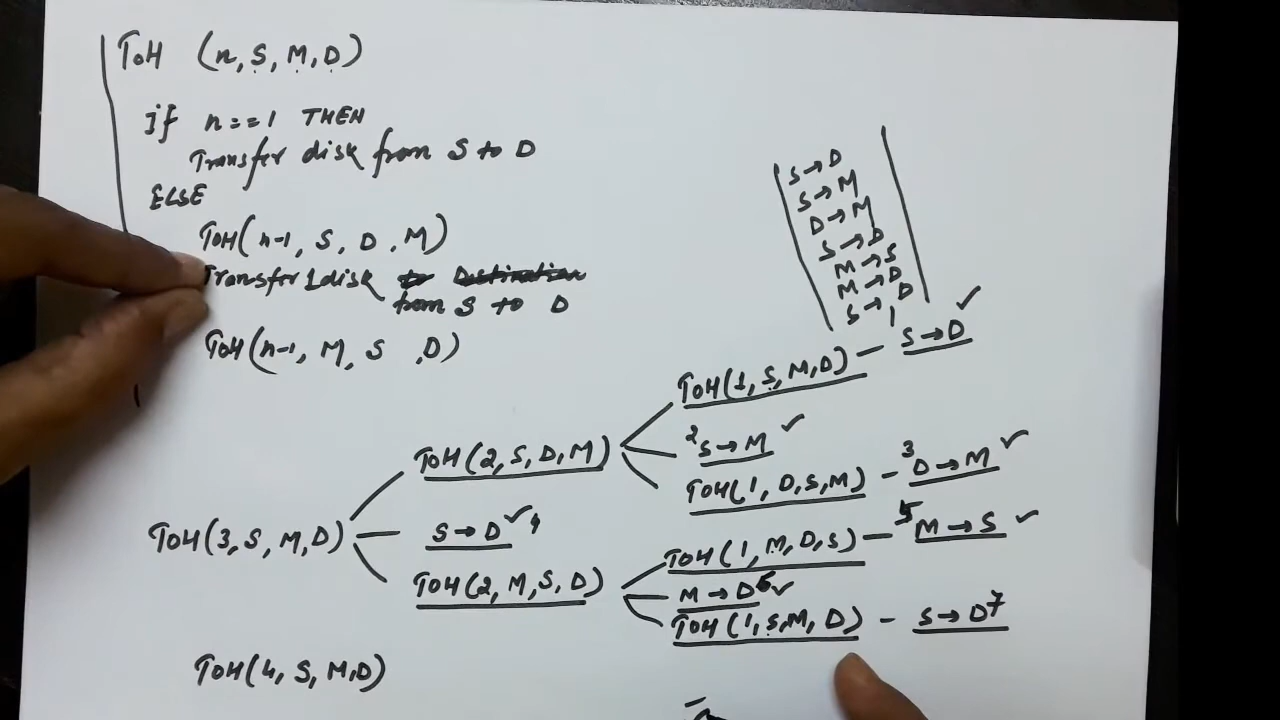 TOH (n, S, M, D)
If n==1 THEN
Transfer disk from S to D
ELSE
TOH(n-1, S, D, M)
Transfer 1 disk to Destination
from S to D
TOH(n-1, M, S, D)
S→D
S→M
D→M
S→D
M→S
M→D
S→D
TOH(1, S, M, D) – S→D ✓
TOH(2, S, D, M)
2 S→M ✓
TOH(1, D, S, M) – 3 D→M ✓
TOH(3, S, M, D)
S→D ✓ 4
TOH(1, M, D, S) – 5 M→S ✓
TOH(2, M, S, D)
M→D 6 ✓
TOH(1, S, M, D) – S→D 7
TOH(4, S, M, D)